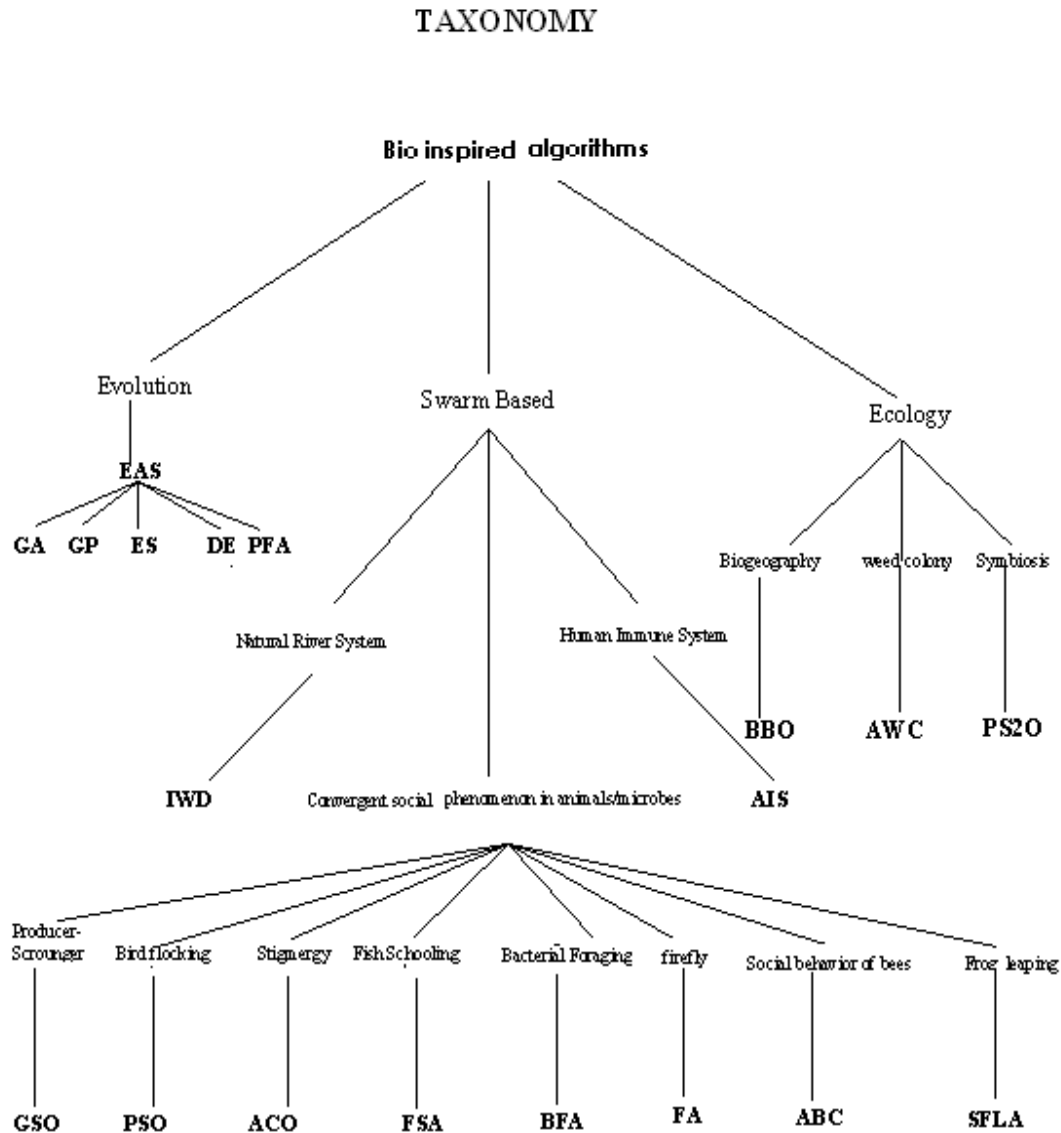 TAXONOMY
Bio inspired algorithms
Evolution
Swarm Based
Ecology
EAS
GA GP ES DE PFA
Biogeography weed colony Symbiosis
Natural River System
Human Immune System
BBO AWC PS2O
IWD
Convergent social phenomenon in animals/microbes
AIS
Producer-
Scrounger
Bird flocking
Stigmergy
Fish Schooling
Bacterial Foraging
firefly
Social behavior of bees
Frog leaping
GSO PSO ACO FSA BFA FA ABC SFLA